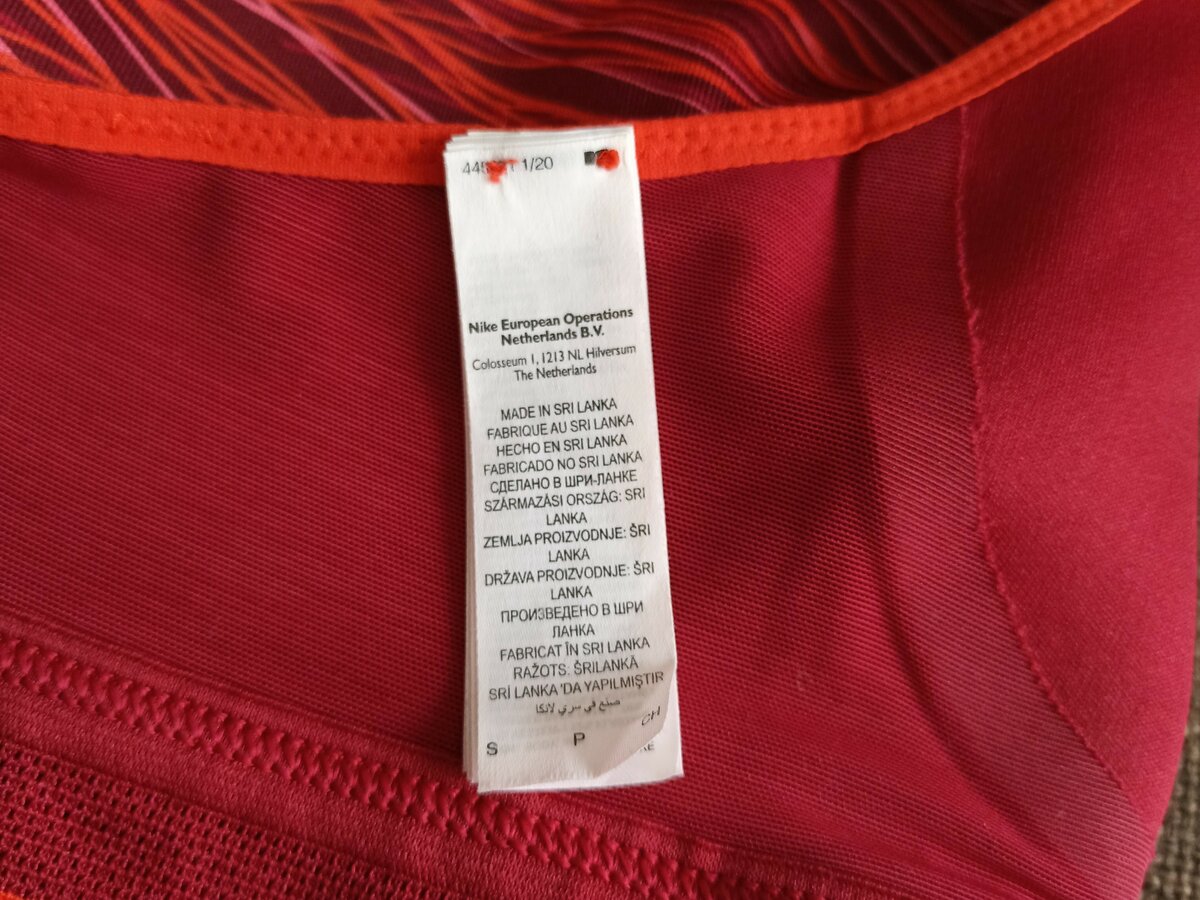 1/20
Nike European Operations
Netherlands B.V.
Colosseum 1, 1213 NL Hilversum
The Netherlands
MADE IN SRI LANKA
FABRIQUE AU SRI LANKA
HECHO EN SRI LANKA
FABRICADO NO SRI LANKA
СДЕЛАНО В ШРИ-ЛАНКЕ
SZÁRMAZÁSI ORSZÁG: SRI
LANKA
ZEMLJA PROIZVODNJE: ŠRI
LANKA
DRŽAVA PROIZVODNJE: ŠRI
LANKA
ПРОИЗВЕДЕНО В ШРИ
ЛАНКА
FABRICAT ÎN SRI LANKA
RAŽOTS: ŠRILANKĀ
SRİ LANKA 'DA YAPILMIŞTIR
صنع في سري لانكا
S P CH